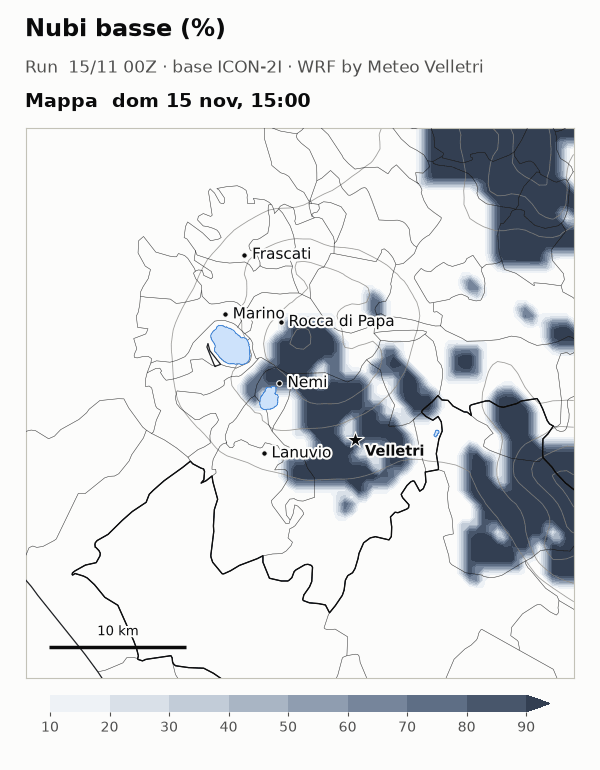 Nubi basse (%)
Run  15/11 00Z · base ICON-2I · WRF by Meteo Velletri
Mappa  dom 15 nov, 15:00
Frascati
Marino
Rocca di Papa
Nemi
Velletri
Lanuvio
10 km
10 20 30 40 50 60 70 80 90